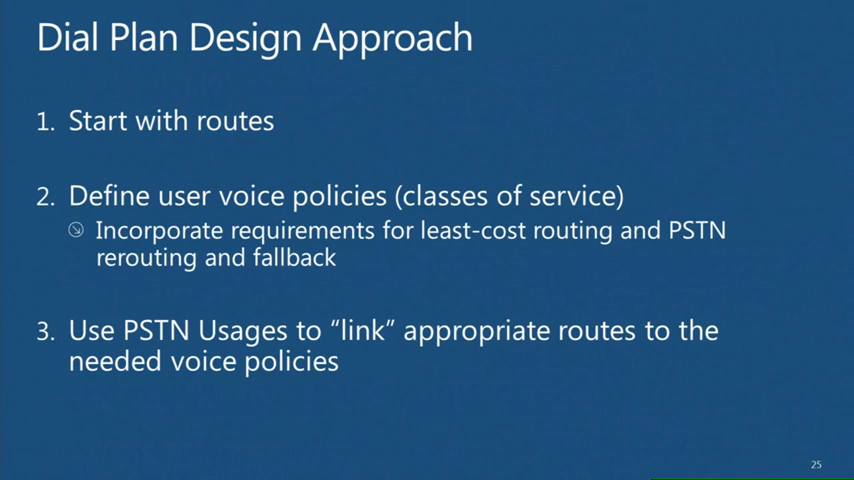 Dial Plan Design Approach
1. Start with routes
2. Define user voice policies (classes of service)
Incorporate requirements for least-cost routing and PSTN
rerouting and fallback
3. Use PSTN Usages to “link” appropriate routes to the
needed voice policies
25